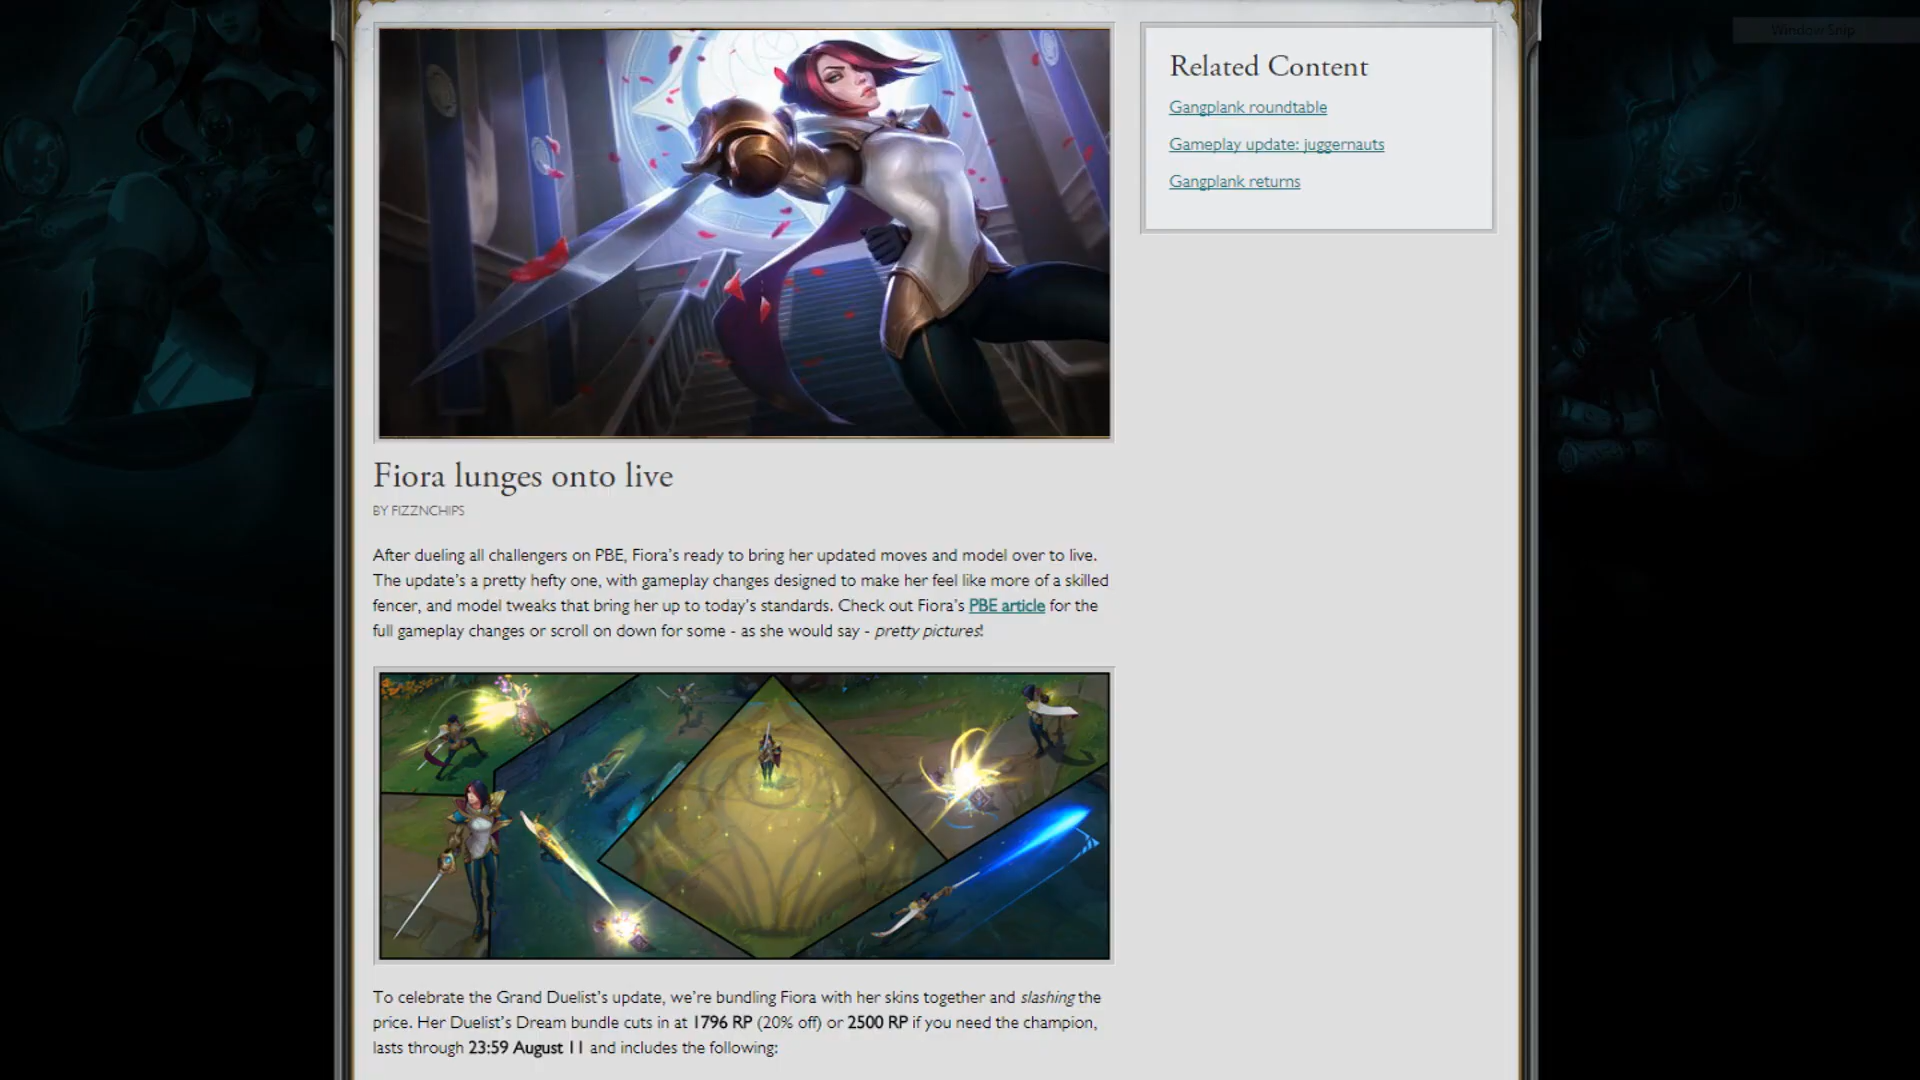 Window Snip
Related Content
Gangplank roundtable
Gameplay update: juggernauts
Gangplank returns
Fiora lunges onto live
BY FIZZNCHIPS
After dueling all challengers on PBE, Fiora's ready to bring her updated moves and model over to live.
The update's a pretty hefty one, with gameplay changes designed to make her feel like more of a skilled
fencer, and model tweaks that bring her up to today's standards. Check out Fiora's PBE article for the
full gameplay changes or scroll on down for some - as she would say - pretty pictures!
To celebrate the Grand Duelist's update, we're bundling Fiora with her skins together and slashing the
price. Her Duelist's Dream bundle cuts in at 1796 RP (20% off) or 2500 RP if you need the champion,
lasts through 23:59 August 11 and includes the following: